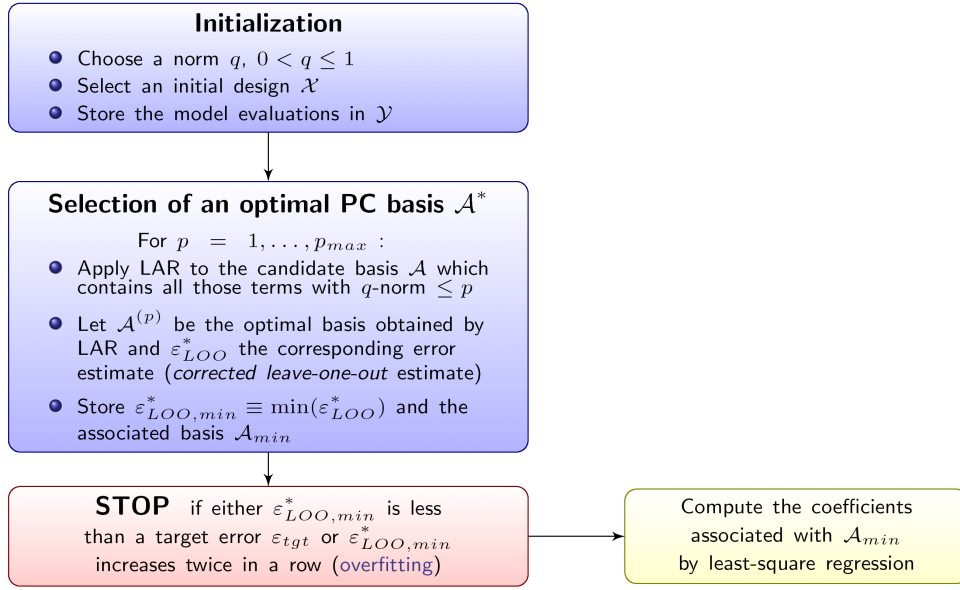 Initialization
Choose a norm q, 0 < q ≤ 1
Select an initial design 𝒳
Store the model evaluations in 𝒴
Selection of an optimal PC basis 𝒜*
For p = 1, . . . , p_max :
Apply LAR to the candidate basis 𝒜 which
contains all those terms with q-norm ≤ p
Let 𝒜^(p) be the optimal basis obtained by
LAR and ε*_LOO the corresponding error
estimate (corrected leave-one-out estimate)
Store ε*_LOO,min ≡ min(ε*_LOO) and the
associated basis 𝒜_min
STOP if either ε*_LOO,min is less
than a target error ε_tgt or ε*_LOO,min
increases twice in a row (overfitting)
Compute the coefficients
associated with 𝒜_min
by least-square regression